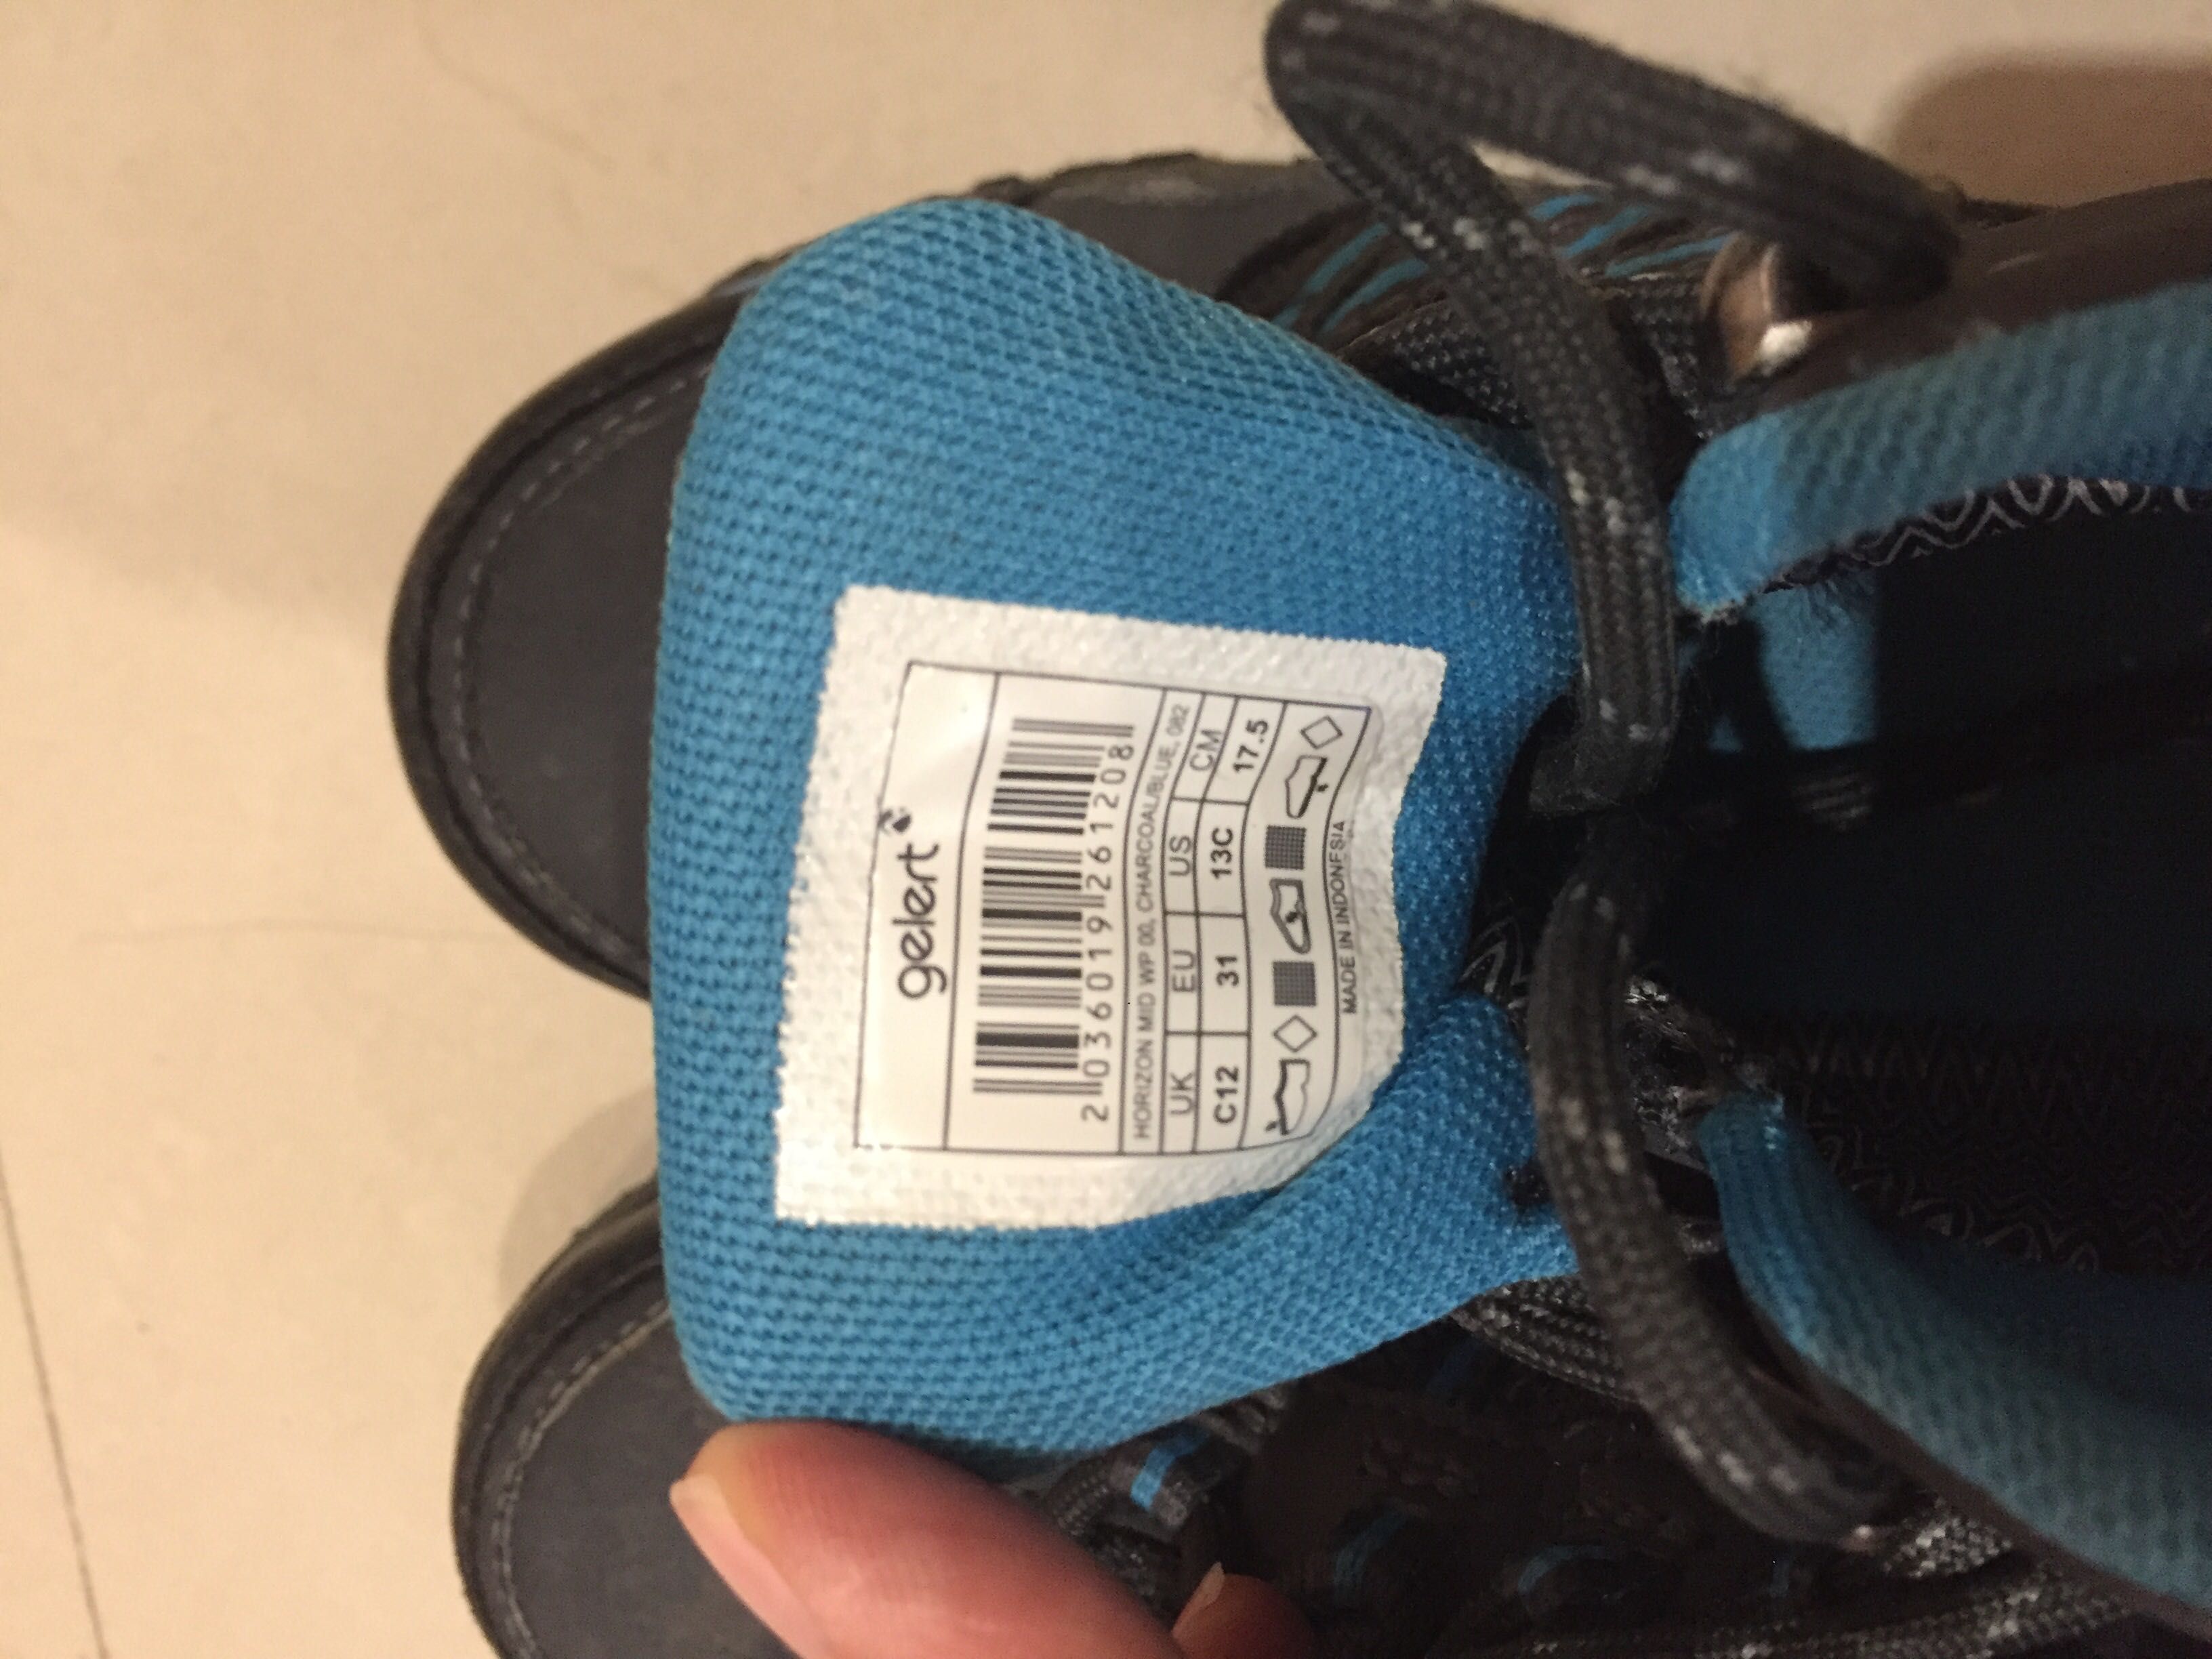 gelert
2 036019 261208
HORIZON MID WP 00, CHARCOAL/BLUE, 082
UK EU US CM
C12 31 13C 17.5
MADE IN INDONESIA